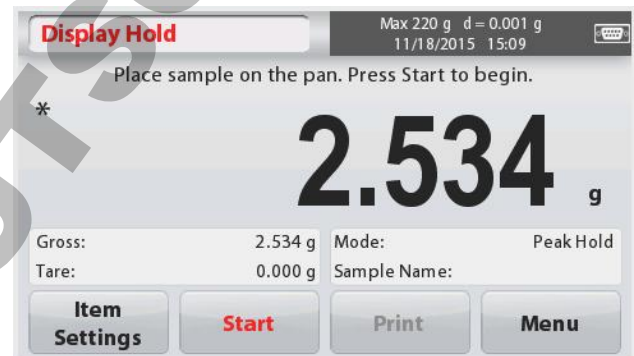 Display Hold
Max 220 g d = 0.001 g
11/18/2015 15:09
Place sample on the pan. Press Start to begin.
*
2.534 g
Gross: 2.534 g Mode: Peak Hold
Tare: 0.000 g Sample Name:
Item Settings
Start
Print
Menu